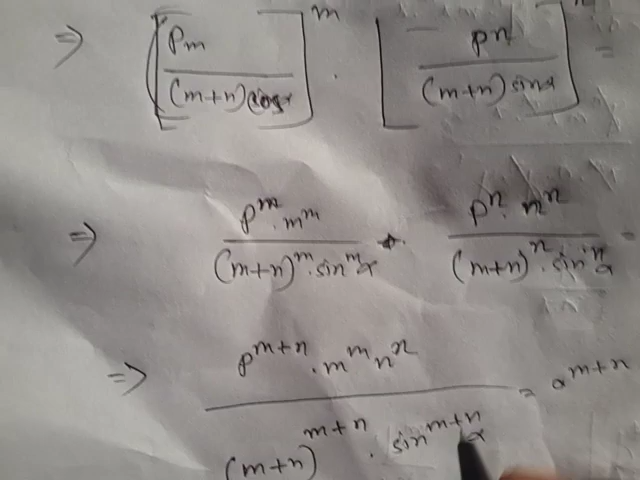 ⇒ [Pm/((m+n)cosα)]^m · [pn/((m+n)sinα)]^n =
⇒ (P^m · m^m)/((m+n)^m · sin^m α) · (P^n · n^n)/((m+n)^n · sin^n α) =
⇒ (P^(m+n) · m^m n^n)/((m+n)^(m+n) · sin^(m+n) α) = a^(m+n)